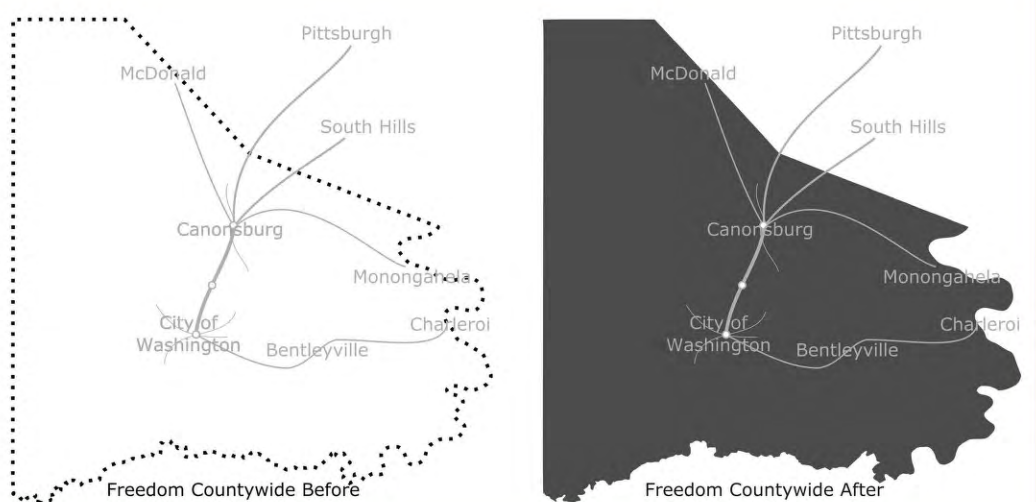 Pittsburgh
McDonald
South Hills
Canonsburg
Monongahela
City of
Washington
Charleroi
Bentleyville
Freedom Countywide Before
Pittsburgh
McDonald
South Hills
Canonsburg
Monongahela
City of
Washington
Charleroi
Bentleyville
Freedom Countywide After